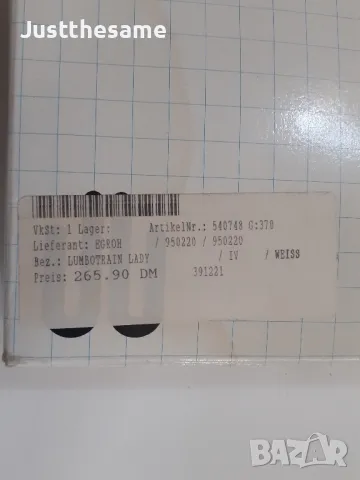 Justthesame
VkSt: 1 Lager: ArtikelNr.: 540748 G:378
Lieferant: EGROH / 950220 / 950220
Bez.: LUMBOTRAIN LADY / IV / WEISS
Preis: 265.90 DM 391221
BAZAR
bg